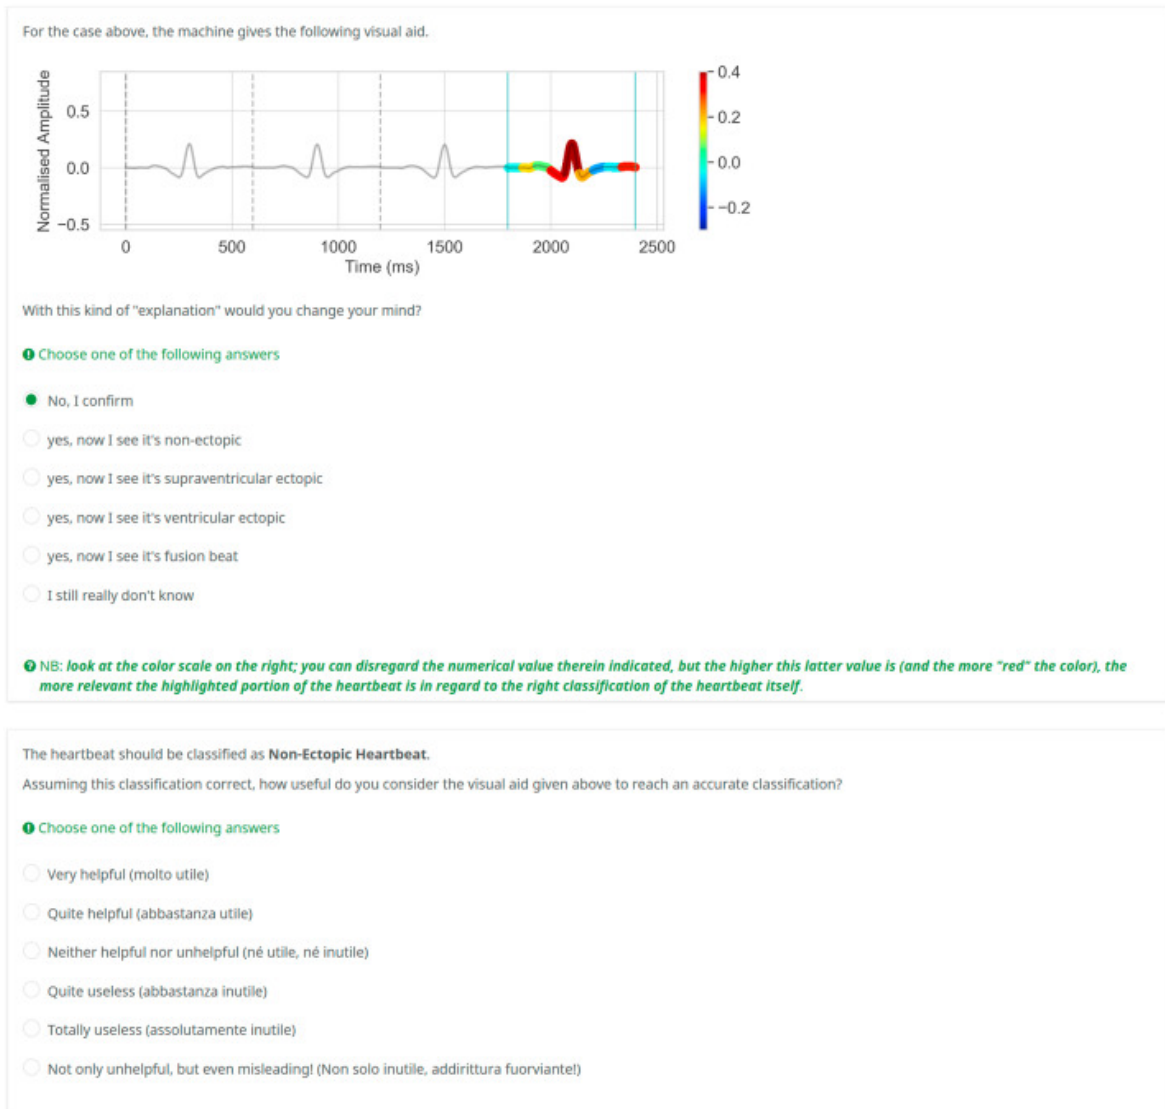 For the case above, the machine gives the following visual aid.
Normalised Amplitude
0.5
0.0
−0.5
0 500 1000 1500 2000 2500
Time (ms)
0.4
0.2
0.0
−0.2
With this kind of "explanation" would you change your mind?
Choose one of the following answers
No, I confirm
yes, now I see it's non-ectopic
yes, now I see it's supraventricular ectopic
yes, now I see it's ventricular ectopic
yes, now I see it's fusion beat
I still really don't know
NB: look at the color scale on the right; you can disregard the numerical value therein indicated, but the higher this latter value is (and the more "red" the color), the
more relevant the highlighted portion of the heartbeat is in regard to the right classification of the heartbeat itself.
The heartbeat should be classified as Non-Ectopic Heartbeat.
Assuming this classification correct, how useful do you consider the visual aid given above to reach an accurate classification?
Choose one of the following answers
Very helpful (molto utile)
Quite helpful (abbastanza utile)
Neither helpful nor unhelpful (né utile, né inutile)
Quite useless (abbastanza inutile)
Totally useless (assolutamente inutile)
Not only unhelpful, but even misleading! (Non solo inutile, addirittura fuorviante!)